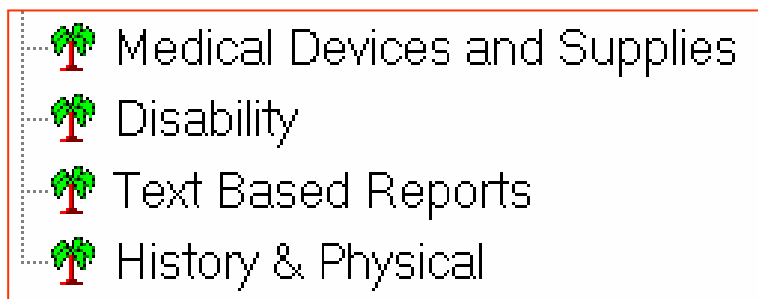 Medical Devices and Supplies
Disability
Text Based Reports
History & Physical